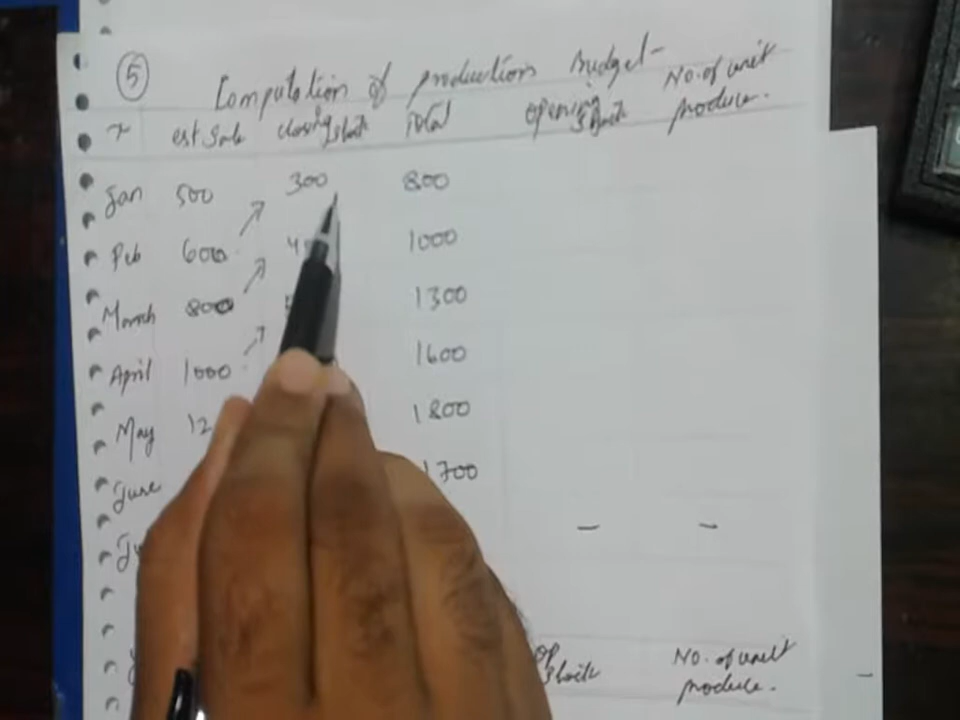 5
Computation of production Budget
est Sale closing stock Total opening stock No. of unit produce.
Jan 500 300 800
Feb 600 1000
March 800 1300
April 1000 1600
May 12 1800
June 1700
- -
OP stock No. of unit produce.